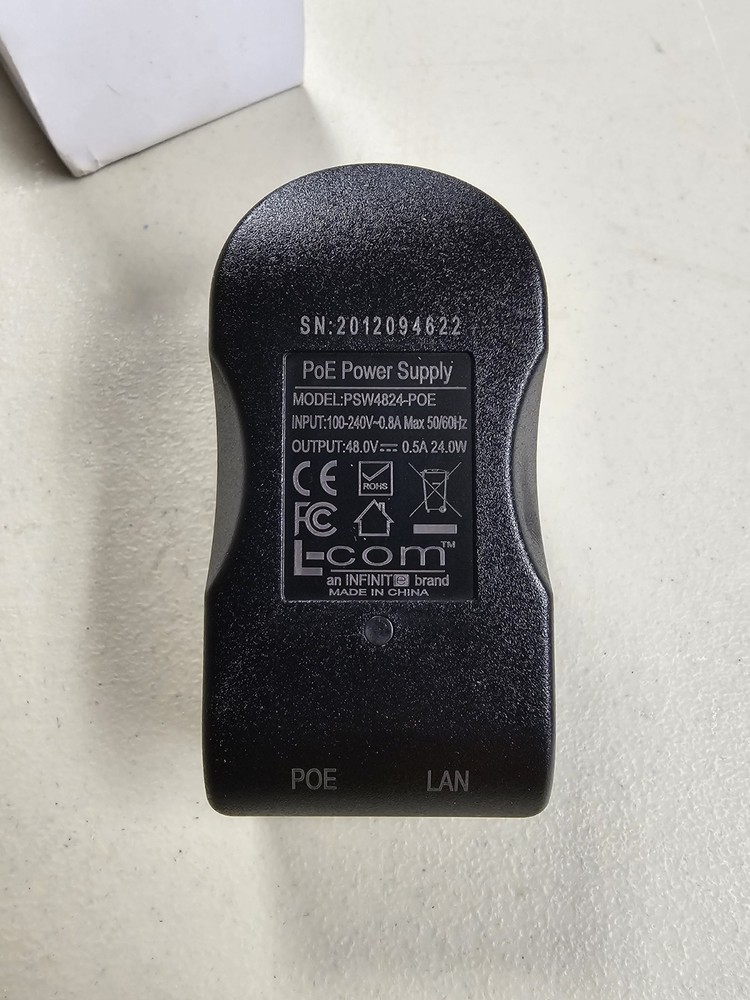 SN:2012094622
PoE Power Supply
MODEL:PSW4824-POE
INPUT:100-240V~0.8A Max 50/60Hz
OUTPUT:48.0V⎓ 0.5A 24.0W
CE
ROHS
FC
L-com™
an INFINITe brand
MADE IN CHINA
POE LAN